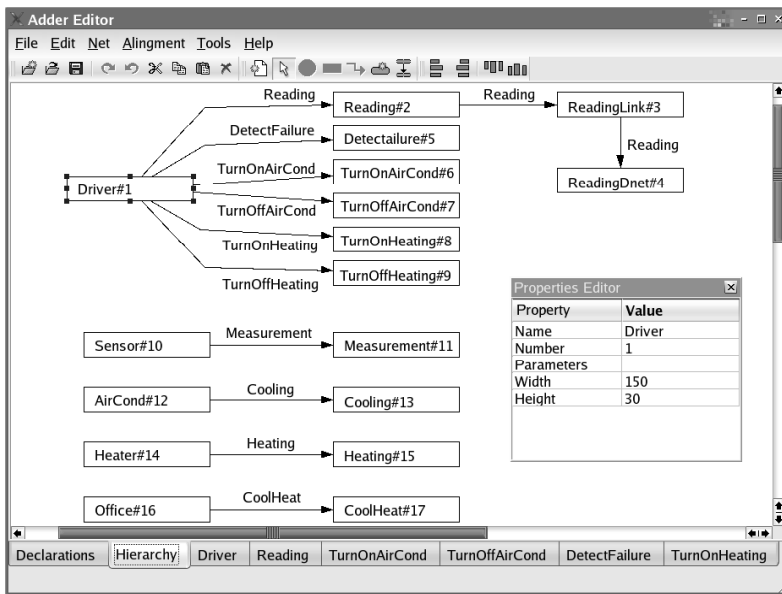 Adder Editor
File Edit Net Alingment Tools Help
Reading Reading
Reading#2 ReadingLink#3
DetectFailure
Detectailure#5 Reading
TurnOnAirCond
TurnOnAirCond#6
Driver#1 ReadingDnet#4
TurnOffAirCond#7
TurnOffAirCond
TurnOnHeating#8
TurnOnHeating
TurnOffHeating#9
TurnOffHeating
Properties Editor
Property Value
Name Driver
Number 1
Parameters
Width 150
Height 30
Measurement
Sensor#10 Measurement#11
Cooling
AirCond#12 Cooling#13
Heating
Heater#14 Heating#15
CoolHeat
Office#16 CoolHeat#17
Declarations Hierarchy Driver Reading TurnOnAirCond TurnOffAirCond DetectFailure TurnOnHeating